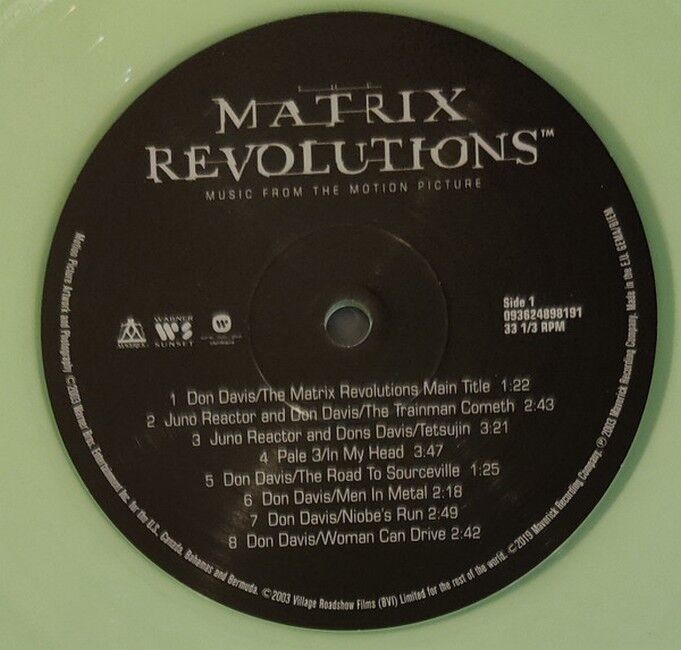 THE
MATRIX
REVOLUTIONS™
MUSIC FROM THE MOTION PICTURE
WARNER
SUNSET
Side 1
093624898191
33 1/3 RPM
1 Don Davis/The Matrix Revolutions Main Title 1:22
2 Juno Reactor and Don Davis/The Trainman Cometh 2:43
3 Juno Reactor and Dons Davis/Tetsujin 3:21
4 Pale 3/In My Head 3.47
5 Don Davis/The Road To Sourceville 1:25
6 Don Davis/Men In Metal 2:18
7 Don Davis/Niobe's Run 2:49
8 Don Davis/Woman Can Drive 2:42
Motion Picture Artwork and Photography ©2003 Warner Bros. Entertainment Inc. for the U.S. Canada, Bahamas and Bermuda. ©2003 Village Roadshow Films (BVI) Limited for the rest of the world. ©2019 Maverick Recording Company, ℗ 2003 Maverick Recording Company. Made in the E.U. GEMA/BIEM